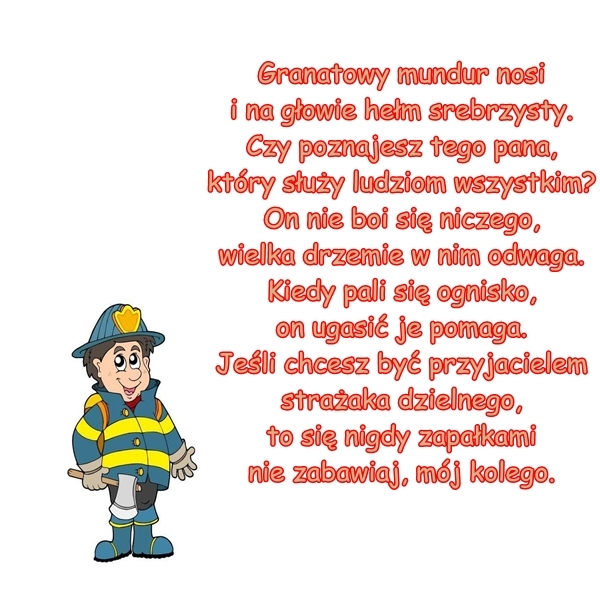 Granatowy mundur nosi
i na głowie hełm srebrzysty.
Czy poznajesz tego pana,
który służy ludziom wszystkim?
On nie boi się niczego,
wielka drzemie w nim odwaga.
Kiedy pali się ognisko,
on ugasić je pomaga.
Jeśli chcesz być przyjacielem
strażaka dzielnego,
to się nigdy zapałkami
nie zabawiaj, mój kolego.